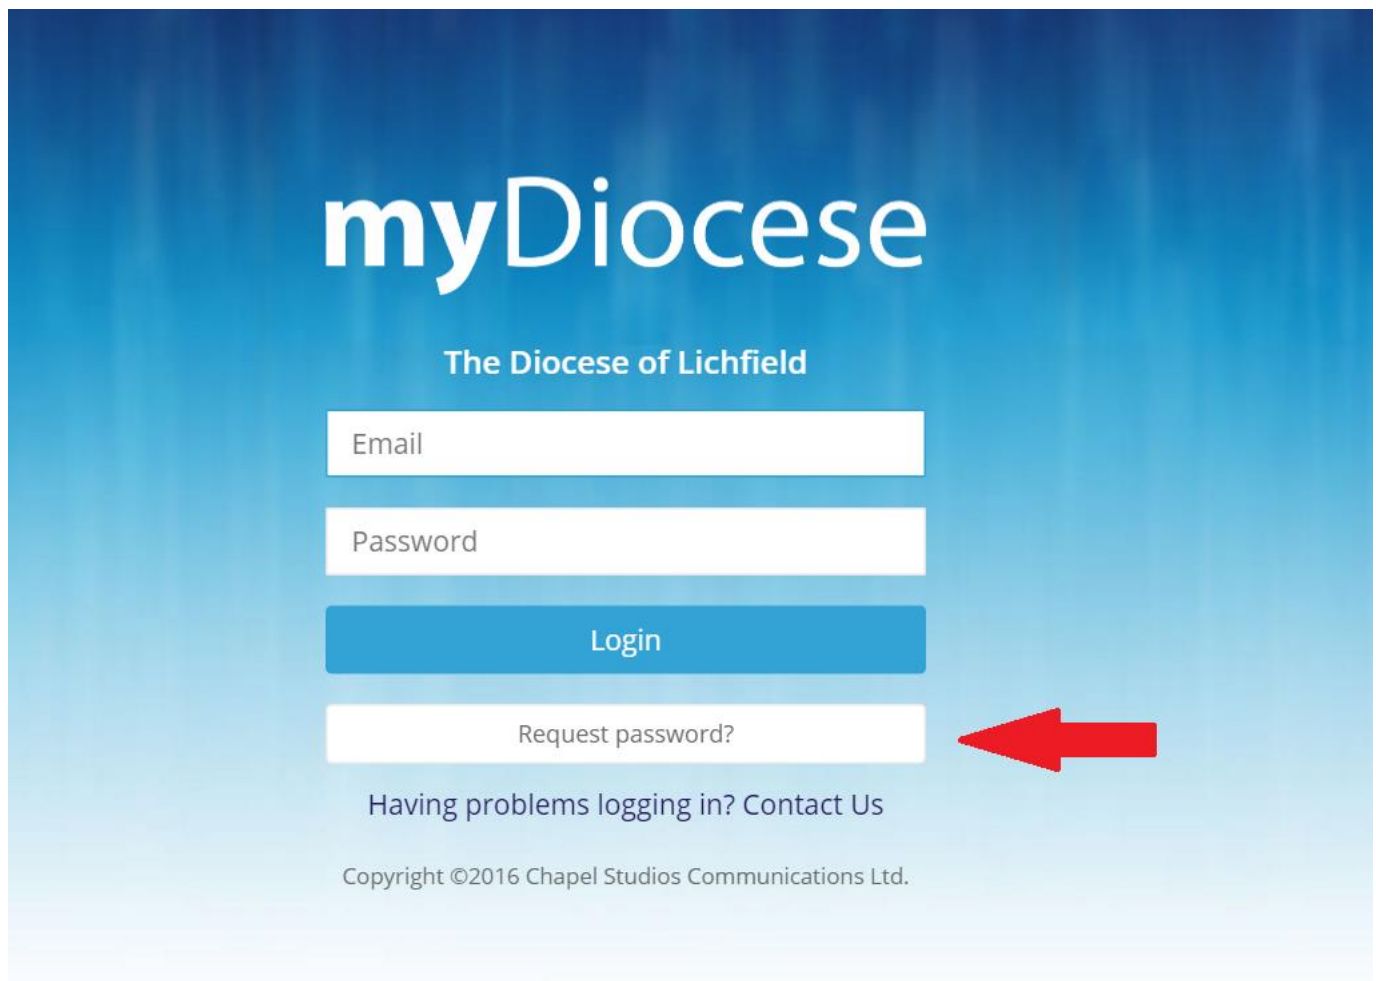 myDiocese
The Diocese of Lichfield
Email
Password
Login
Request password?
Having problems logging in? Contact Us
Copyright ©2016 Chapel Studios Communications Ltd.